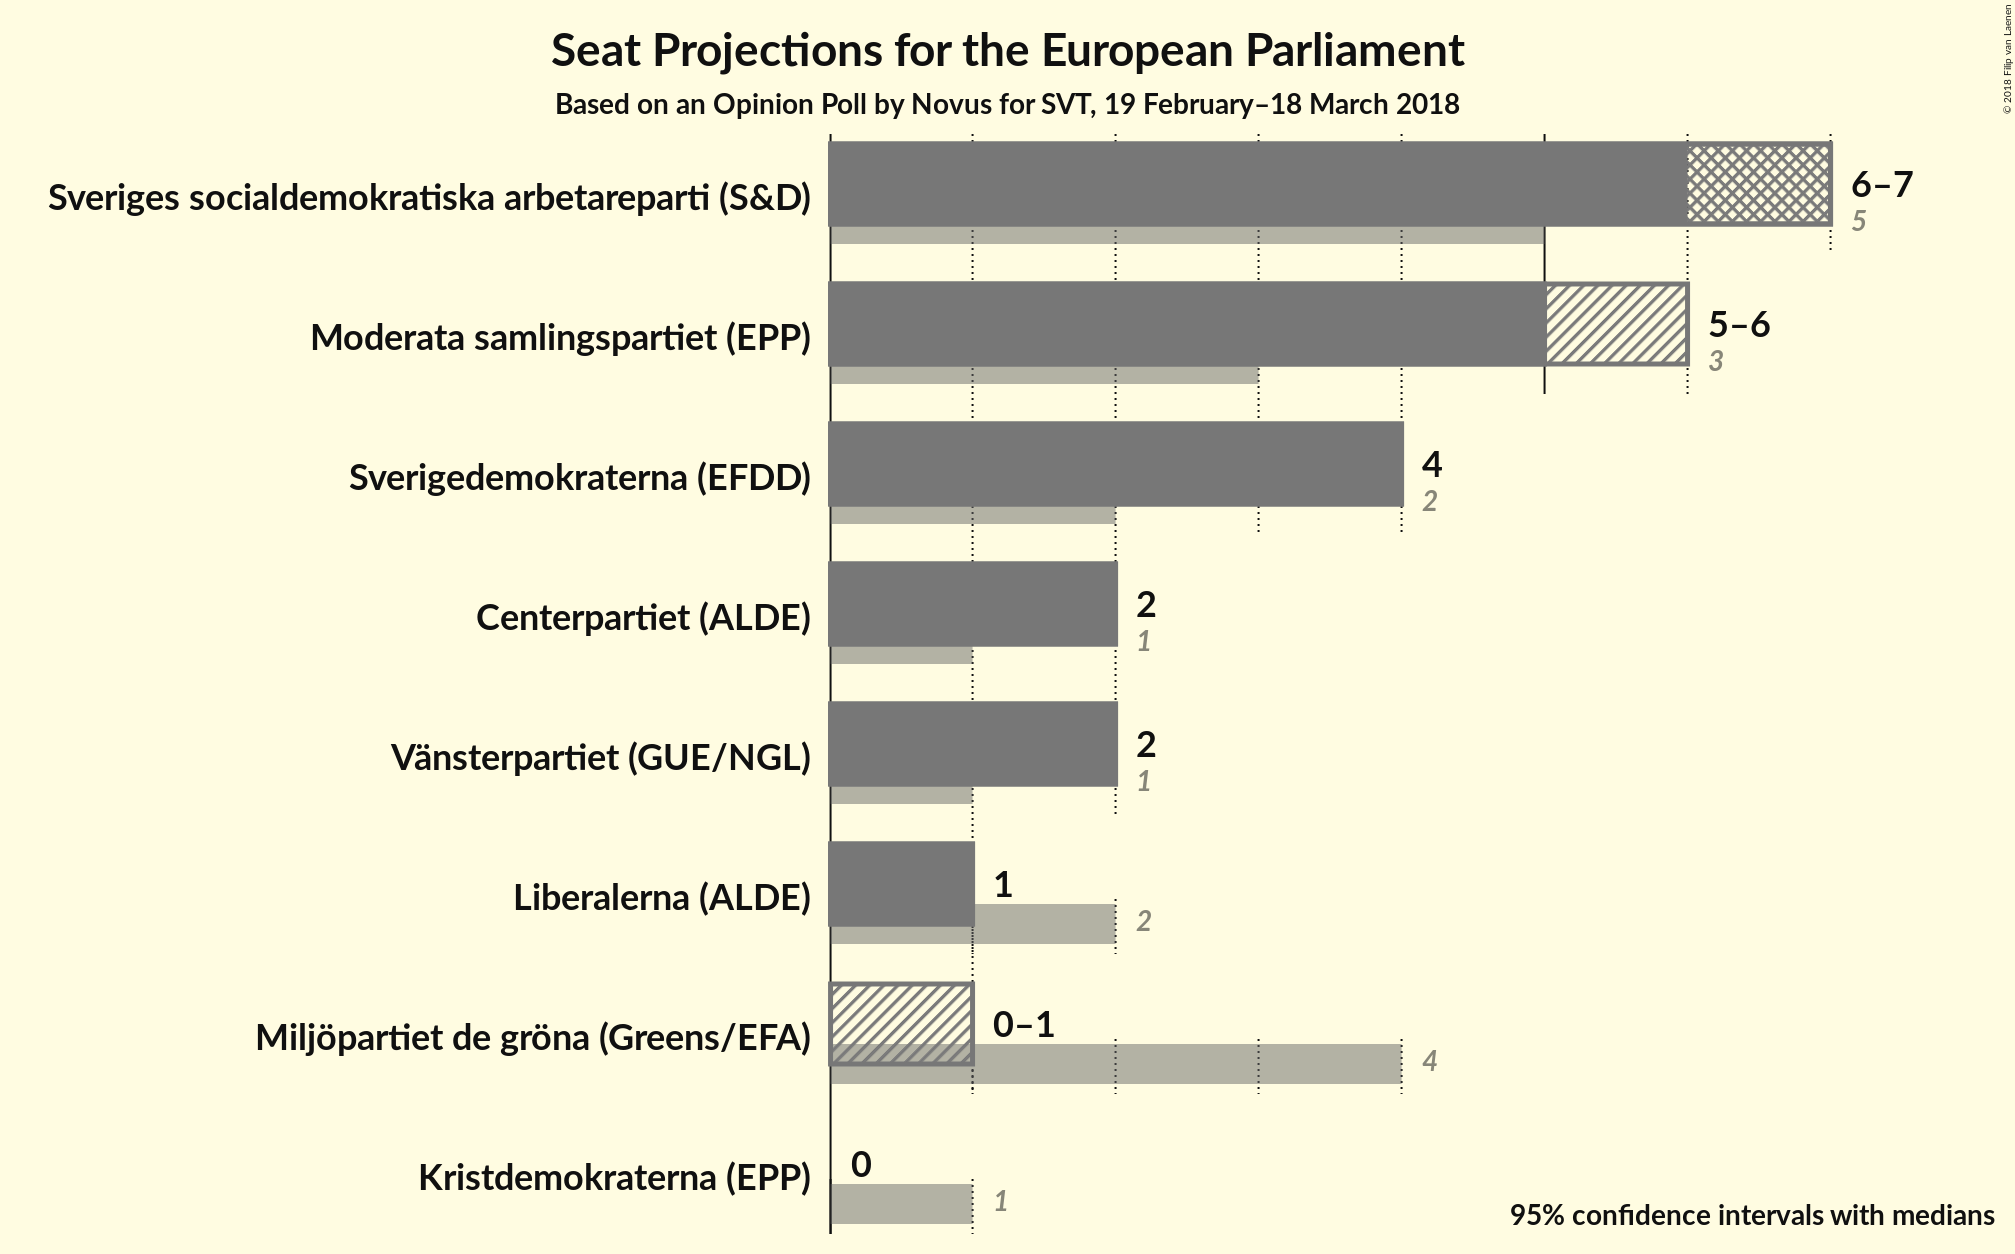 Seat Projections for the European Parliament
Based on an Opinion Poll by Novus for SVT, 19 February–18 March 2018
© 2018 Filip van Laenen
Sveriges socialdemokratiska arbetareparti (S&D)
6–7
5
Moderata samlingspartiet (EPP)
5–6
3
Sverigedemokraterna (EFDD)
4
2
Centerpartiet (ALDE)
2
1
Vänsterpartiet (GUE/NGL)
2
1
Liberalerna (ALDE)
1
2
Miljöpartiet de gröna (Greens/EFA)
0–1
4
Kristdemokraterna (EPP)
0
1
95% confidence intervals with medians